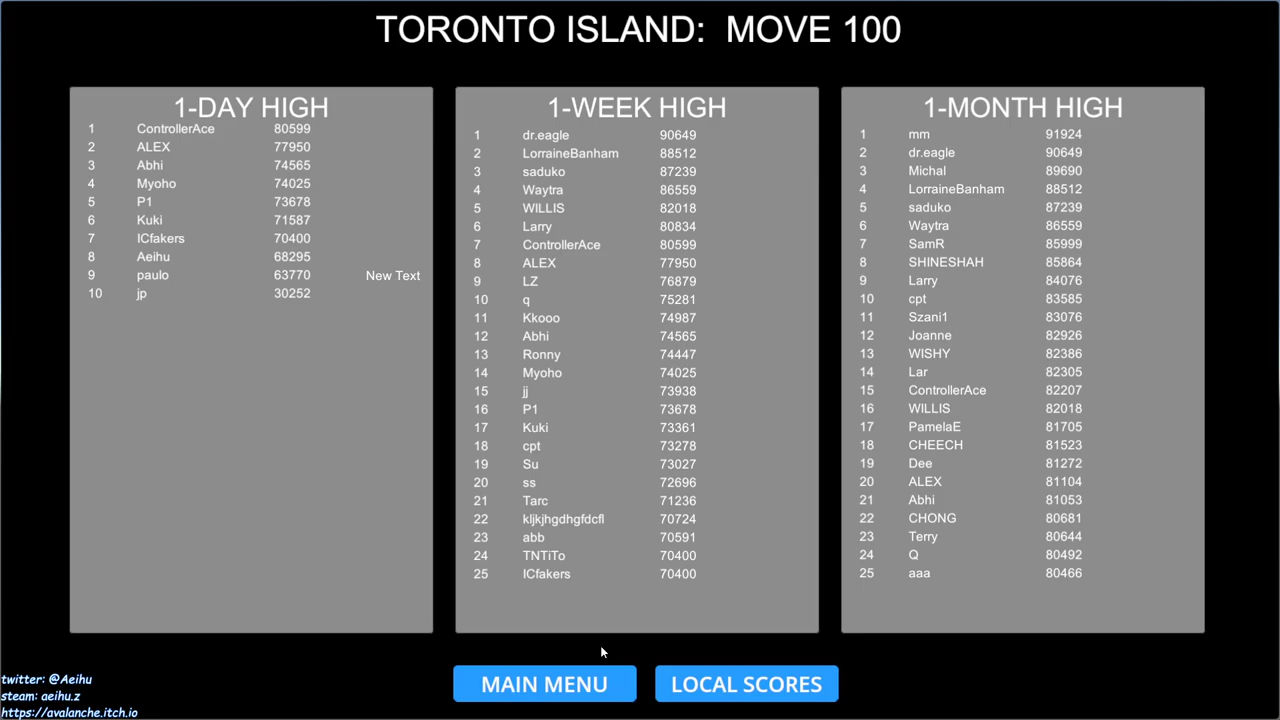 TORONTO ISLAND: MOVE 100
1-DAY HIGH
1 ControllerAce 80599
2 ALEX 77950
3 Abhi 74565
4 Myoho 74025
5 P1 73678
6 Kuki 71587
7 ICfakers 70400
8 Aeihu 68295
9 paulo 63770 New Text
10 jp 30252
1-WEEK HIGH
1 dr.eagle 90649
2 LorraineBanham 88512
3 saduko 87239
4 Waytra 86559
5 WILLIS 82018
6 Larry 80834
7 ControllerAce 80599
8 ALEX 77950
9 LZ 76879
10 q 75281
11 Kkooo 74987
12 Abhi 74565
13 Ronny 74447
14 Myoho 74025
15 jj 73938
16 P1 73678
17 Kuki 73361
18 cpt 73278
19 Su 73027
20 ss 72696
21 Tarc 71236
22 kljkjhgdhgfdcfl 70724
23 abb 70591
24 TNTiTo 70400
25 ICfakers 70400
1-MONTH HIGH
1 mm 91924
2 dr.eagle 90649
3 Michal 89690
4 LorraineBanham 88512
5 saduko 87239
6 Waytra 86559
7 SamR 85999
8 SHINESHAH 85864
9 Larry 84076
10 cpt 83585
11 Szani1 83076
12 Joanne 82926
13 WISHY 82386
14 Lar 82305
15 ControllerAce 82207
16 WILLIS 82018
17 PamelaE 81705
18 CHEECH 81523
19 Dee 81272
20 ALEX 81104
21 Abhi 81053
22 CHONG 80681
23 Terry 80644
24 Q 80492
25 aaa 80466
MAIN MENU
LOCAL SCORES
twitter: @Aeihu
steam: aeihu.z
https://avalanche.itch.io